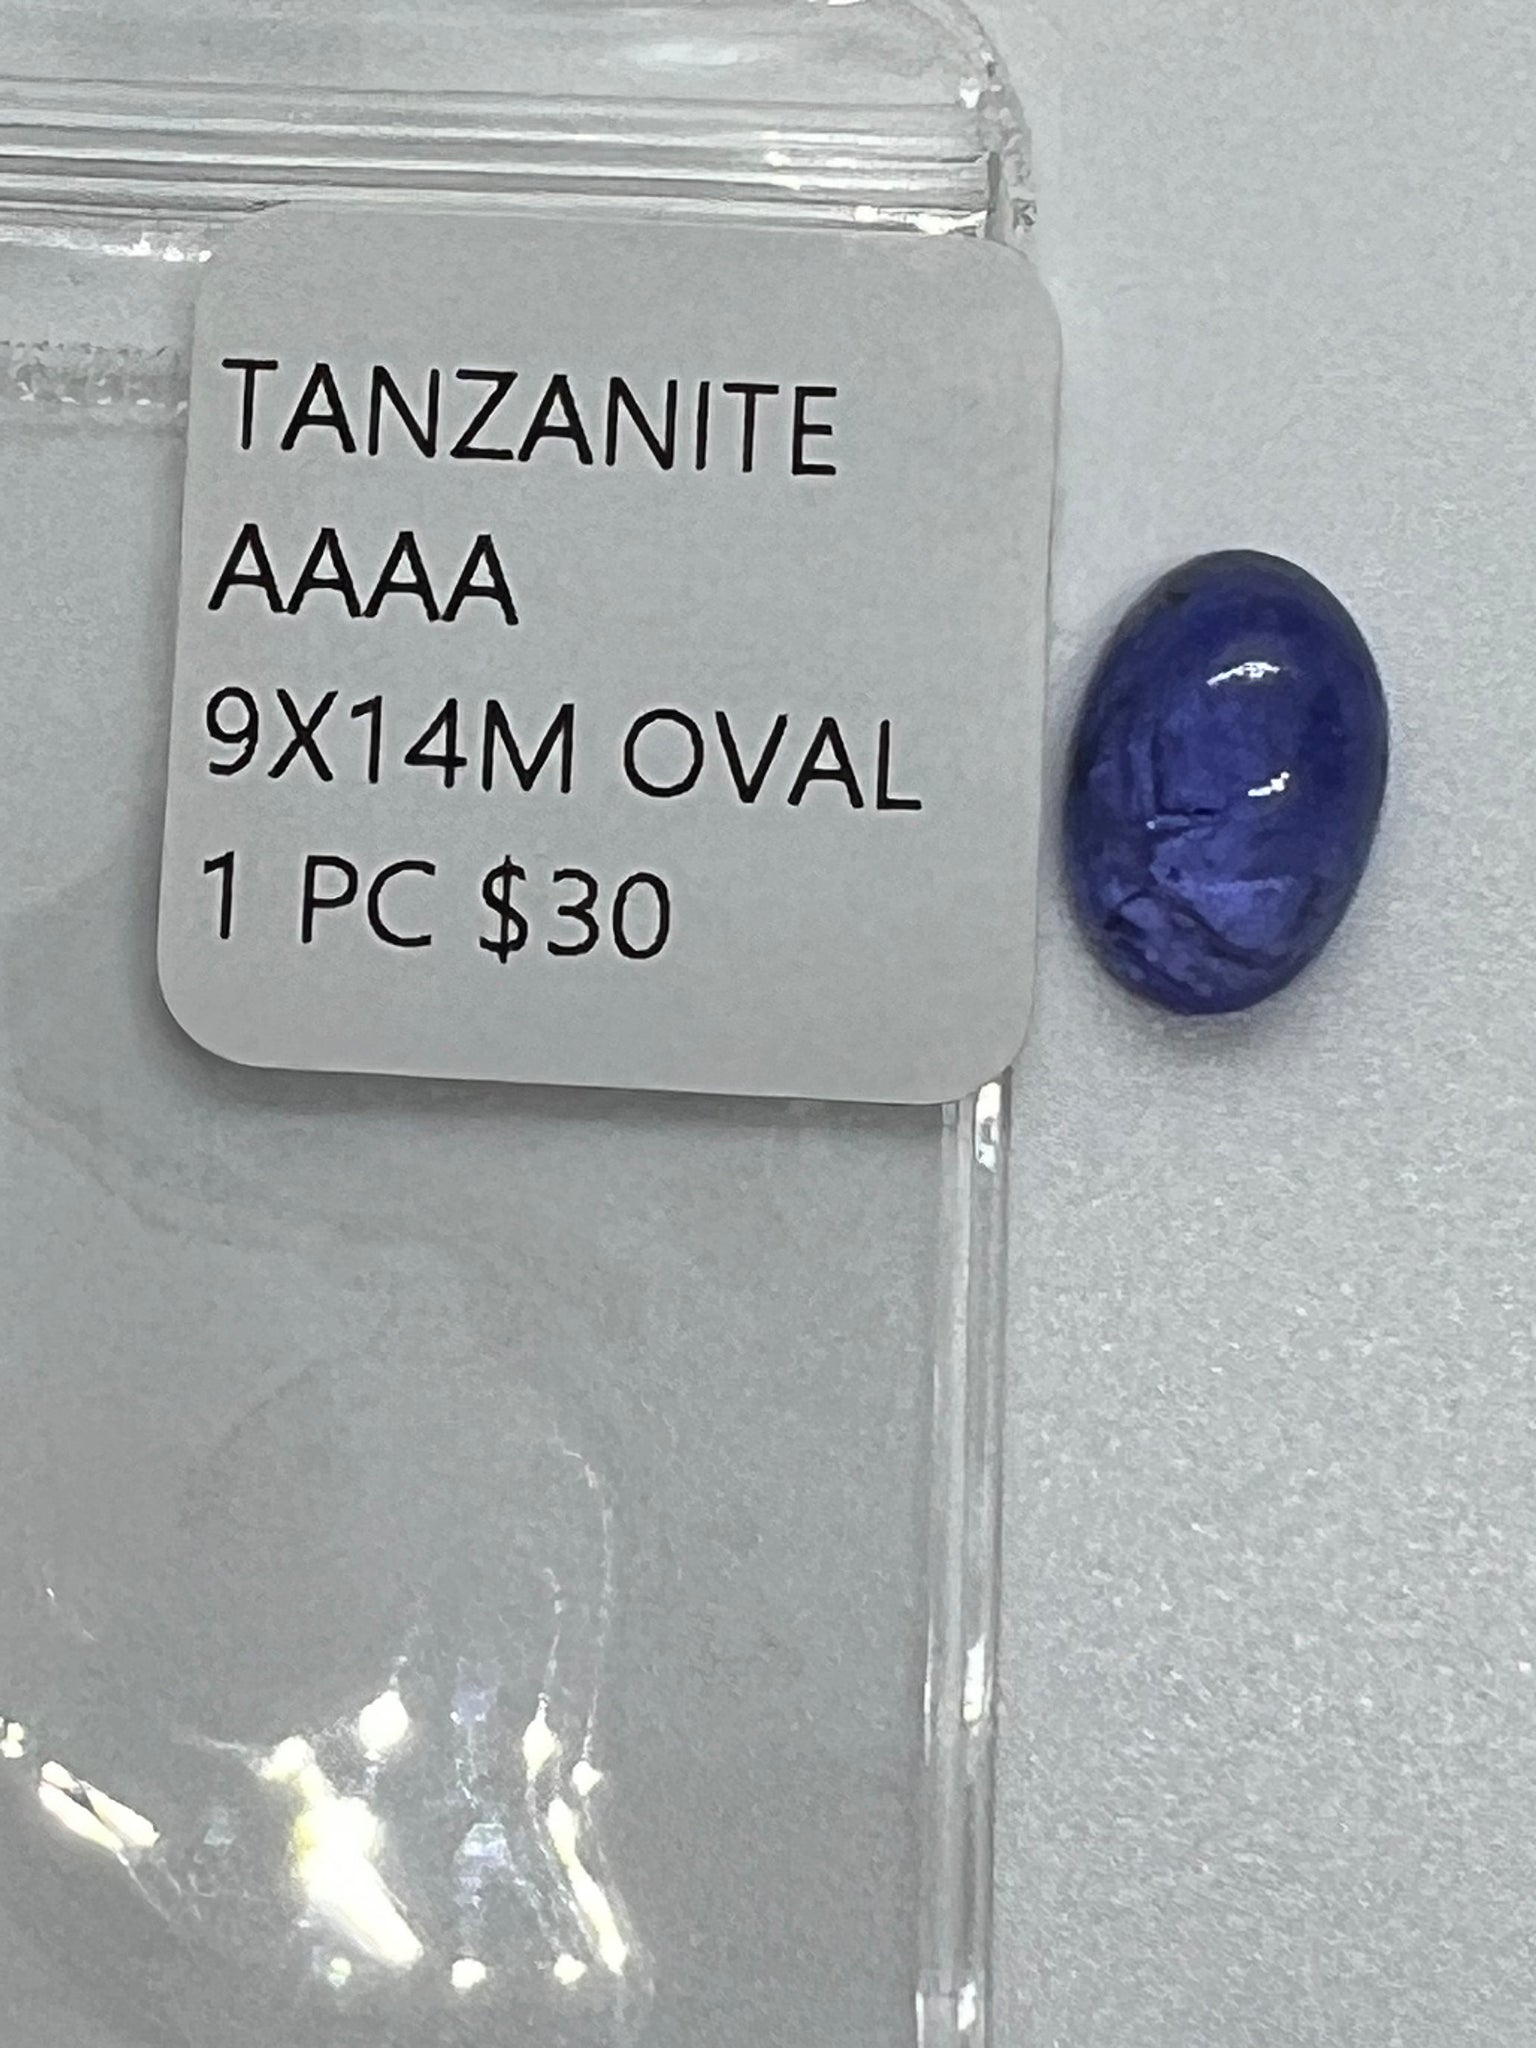 TANZANITE
AAAA
9X14M OVAL
1 PC $30